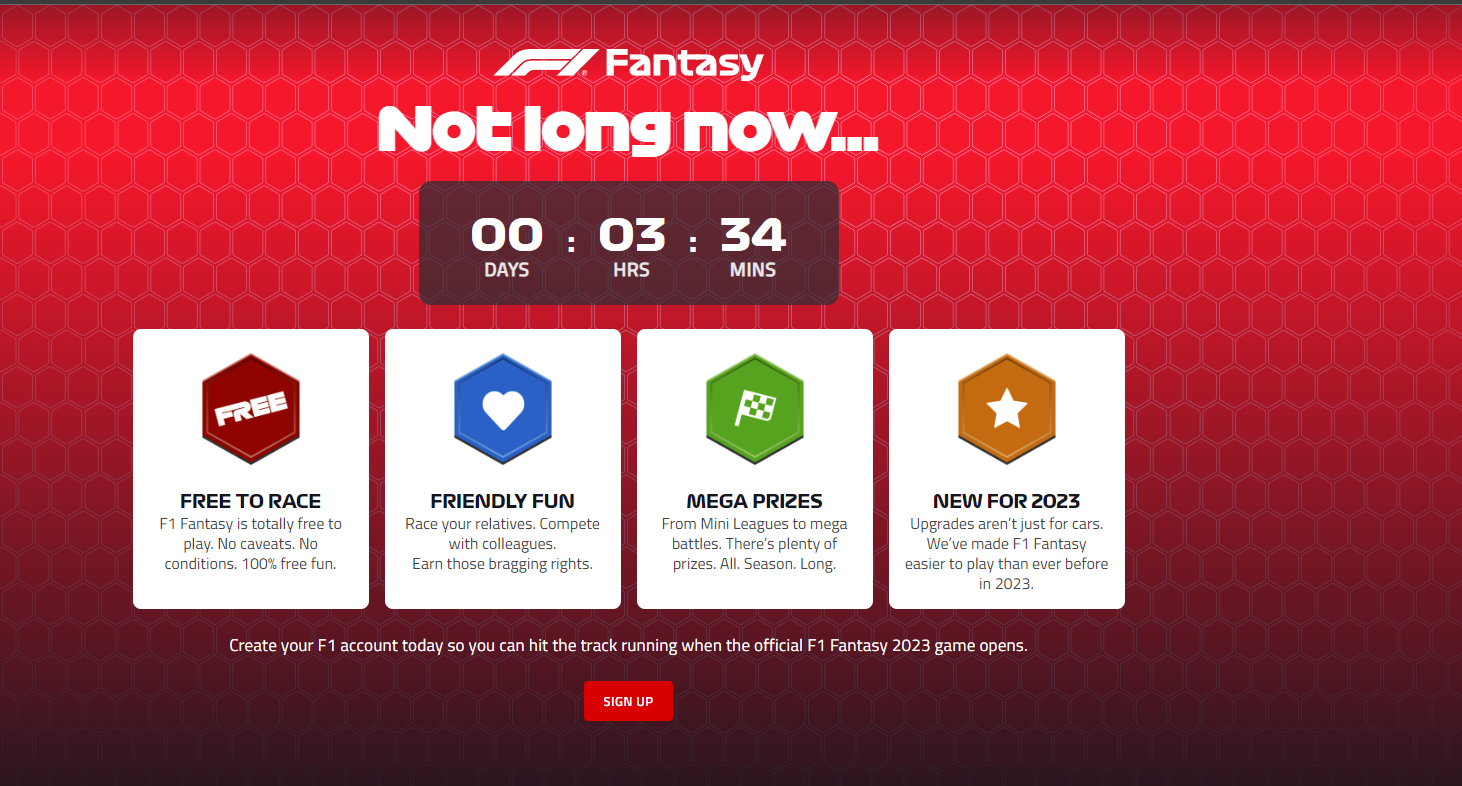 F1 Fantasy
Not long now...
00 : 03 : 34
DAYS HRS MINS
FREE
FREE TO RACE
F1 Fantasy is totally free to
play. No caveats. No
conditions. 100% free fun.
FRIENDLY FUN
Race your relatives. Compete
with colleagues.
Earn those bragging rights.
MEGA PRIZES
From Mini Leagues to mega
battles. There’s plenty of
prizes. All. Season. Long.
NEW FOR 2023
Upgrades aren’t just for cars.
We’ve made F1 Fantasy
easier to play than ever before
in 2023.
Create your F1 account today so you can hit the track running when the official F1 Fantasy 2023 game opens.
SIGN UP